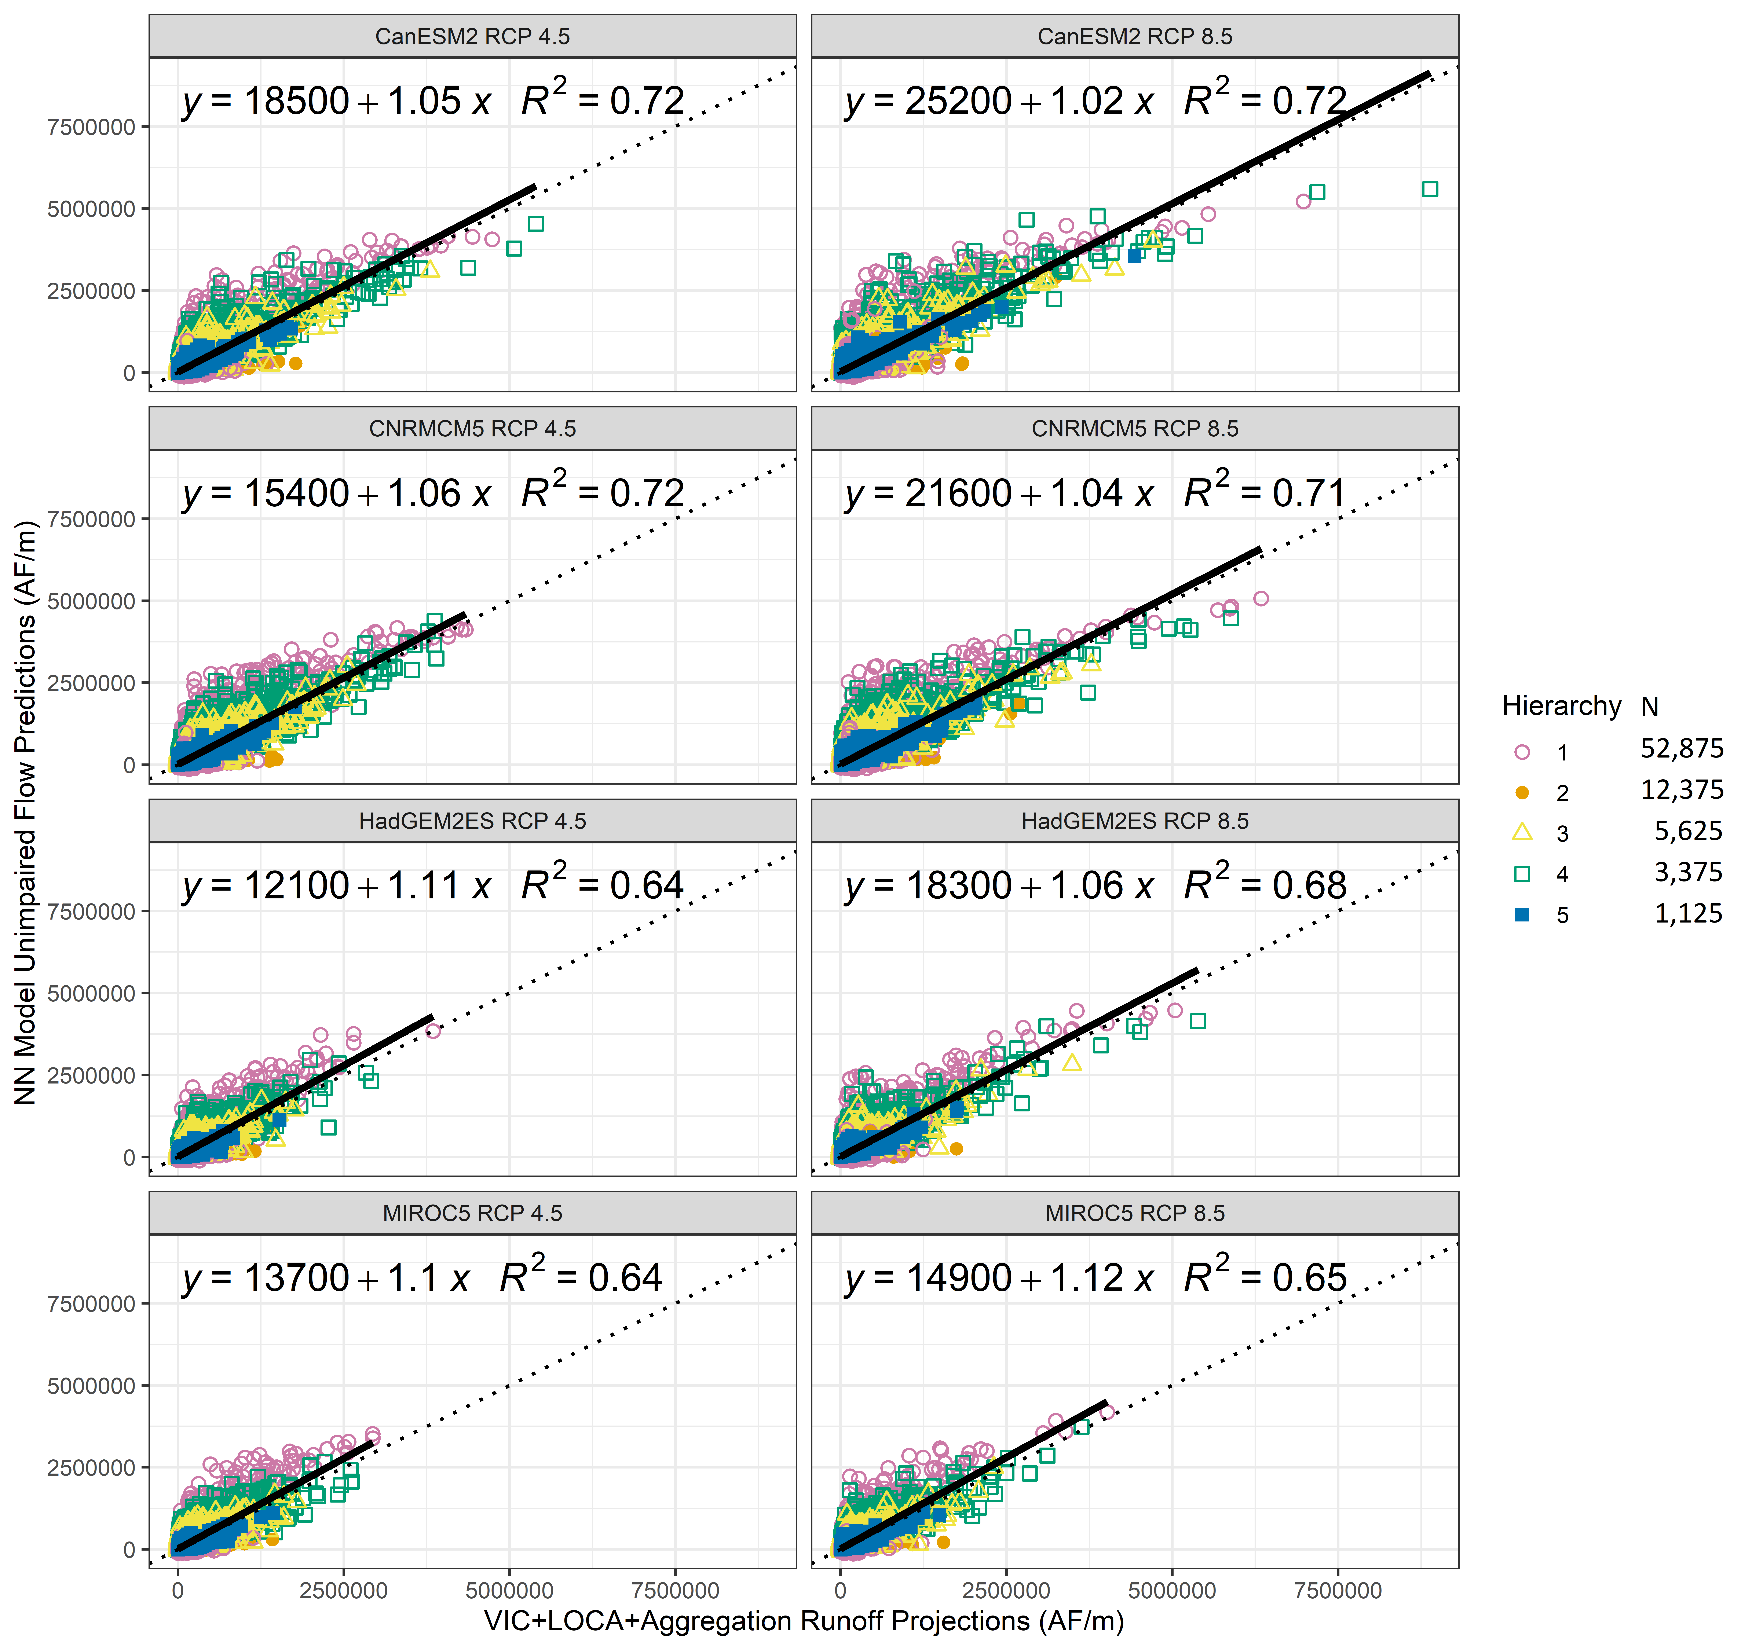 CanESM2 RCP 4.5
CanESM2 RCP 8.5
y = 18500 + 1.05 x R² = 0.72
y = 25200 + 1.02 x R² = 0.72
7500000
5000000
2500000
0
CNRMCM5 RCP 4.5
CNRMCM5 RCP 8.5
y = 15400 + 1.06 x R² = 0.72
y = 21600 + 1.04 x R² = 0.71
7500000
5000000
2500000
0
HadGEM2ES RCP 4.5
HadGEM2ES RCP 8.5
y = 12100 + 1.11 x R² = 0.64
y = 18300 + 1.06 x R² = 0.68
7500000
5000000
2500000
0
MIROC5 RCP 4.5
MIROC5 RCP 8.5
y = 13700 + 1.1 x R² = 0.64
y = 14900 + 1.12 x R² = 0.65
7500000
5000000
2500000
0
0 2500000 5000000 7500000
0 2500000 5000000 7500000
VIC+LOCA+Aggregation Runoff Projections (AF/m)
NN Model Unimpaired Flow Predictions (AF/m)
Hierarchy N
1 52,875
2 12,375
3 5,625
4 3,375
5 1,125